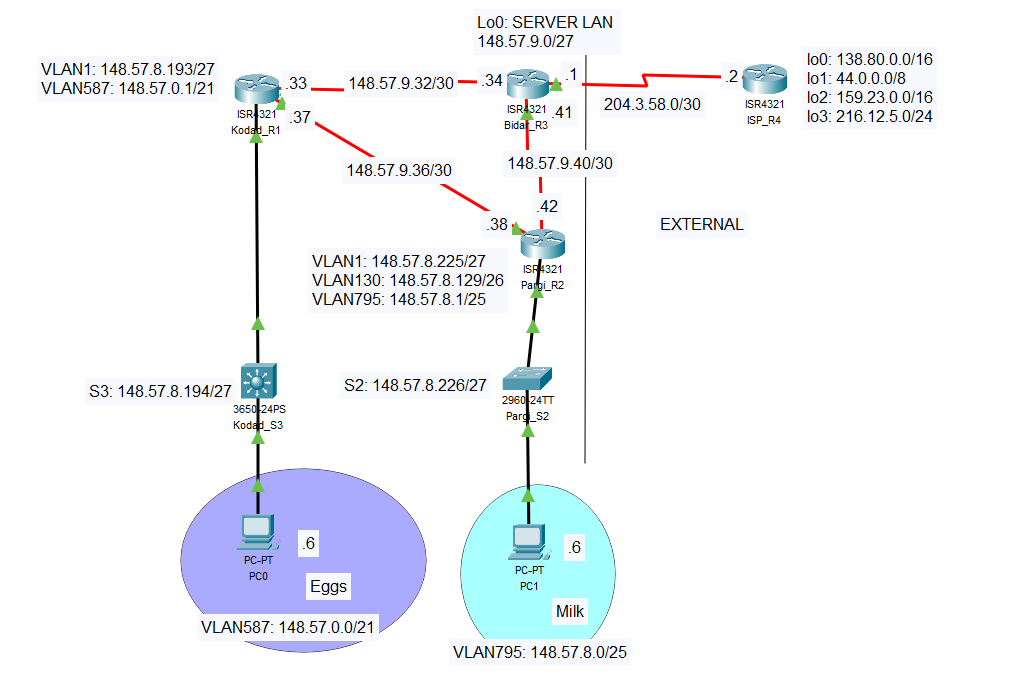 Lo0: SERVER LAN
148.57.9.0/27
VLAN1: 148.57.8.193/27
VLAN587: 148.57.0.1/21
.33
148.57.9.32/30
.34
.1
.2
lo0: 138.80.0.0/16
lo1: 44.0.0.0/8
lo2: 159.23.0.0/16
lo3: 216.12.5.0/24
ISR4321
Kodad_R1
.37
ISR4321
Bidar_R3
.41
204.3.58.0/30
ISR4321
ISP_R4
148.57.9.36/30
148.57.9.40/30
.42
.38
EXTERNAL
VLAN1: 148.57.8.225/27
VLAN130: 148.57.8.129/26
VLAN795: 148.57.8.1/25
ISR4321
Pargi_R2
S3: 148.57.8.194/27
3650-24PS
Kodad_S3
S2: 148.57.8.226/27
2960-24TT
Pargi_S2
.6
PC-PT
PC0
Eggs
VLAN587: 148.57.0.0/21
.6
PC-PT
PC1
Milk
VLAN795: 148.57.8.0/25